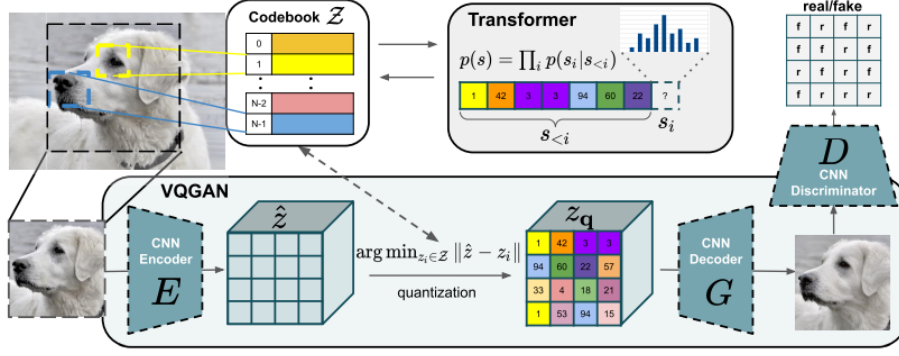 Codebook 𝒵
0
1
N-2
N-1
Transformer
p(s) = ∏ᵢ p(sᵢ|s<ᵢ)
1 42 3 3 94 60 22 ?
s<ᵢ sᵢ
real/fake
f r f r
f f r r
r f r f
r r r f
D
CNN
Discriminator
VQGAN
CNN
Encoder
E
ẑ
arg min_{zᵢ∈𝒵} ‖ẑ − zᵢ‖
quantization
z_q
1 42 3 3
94 60 22 57
33 4 18 21
1 53 94 15
CNN
Decoder
G